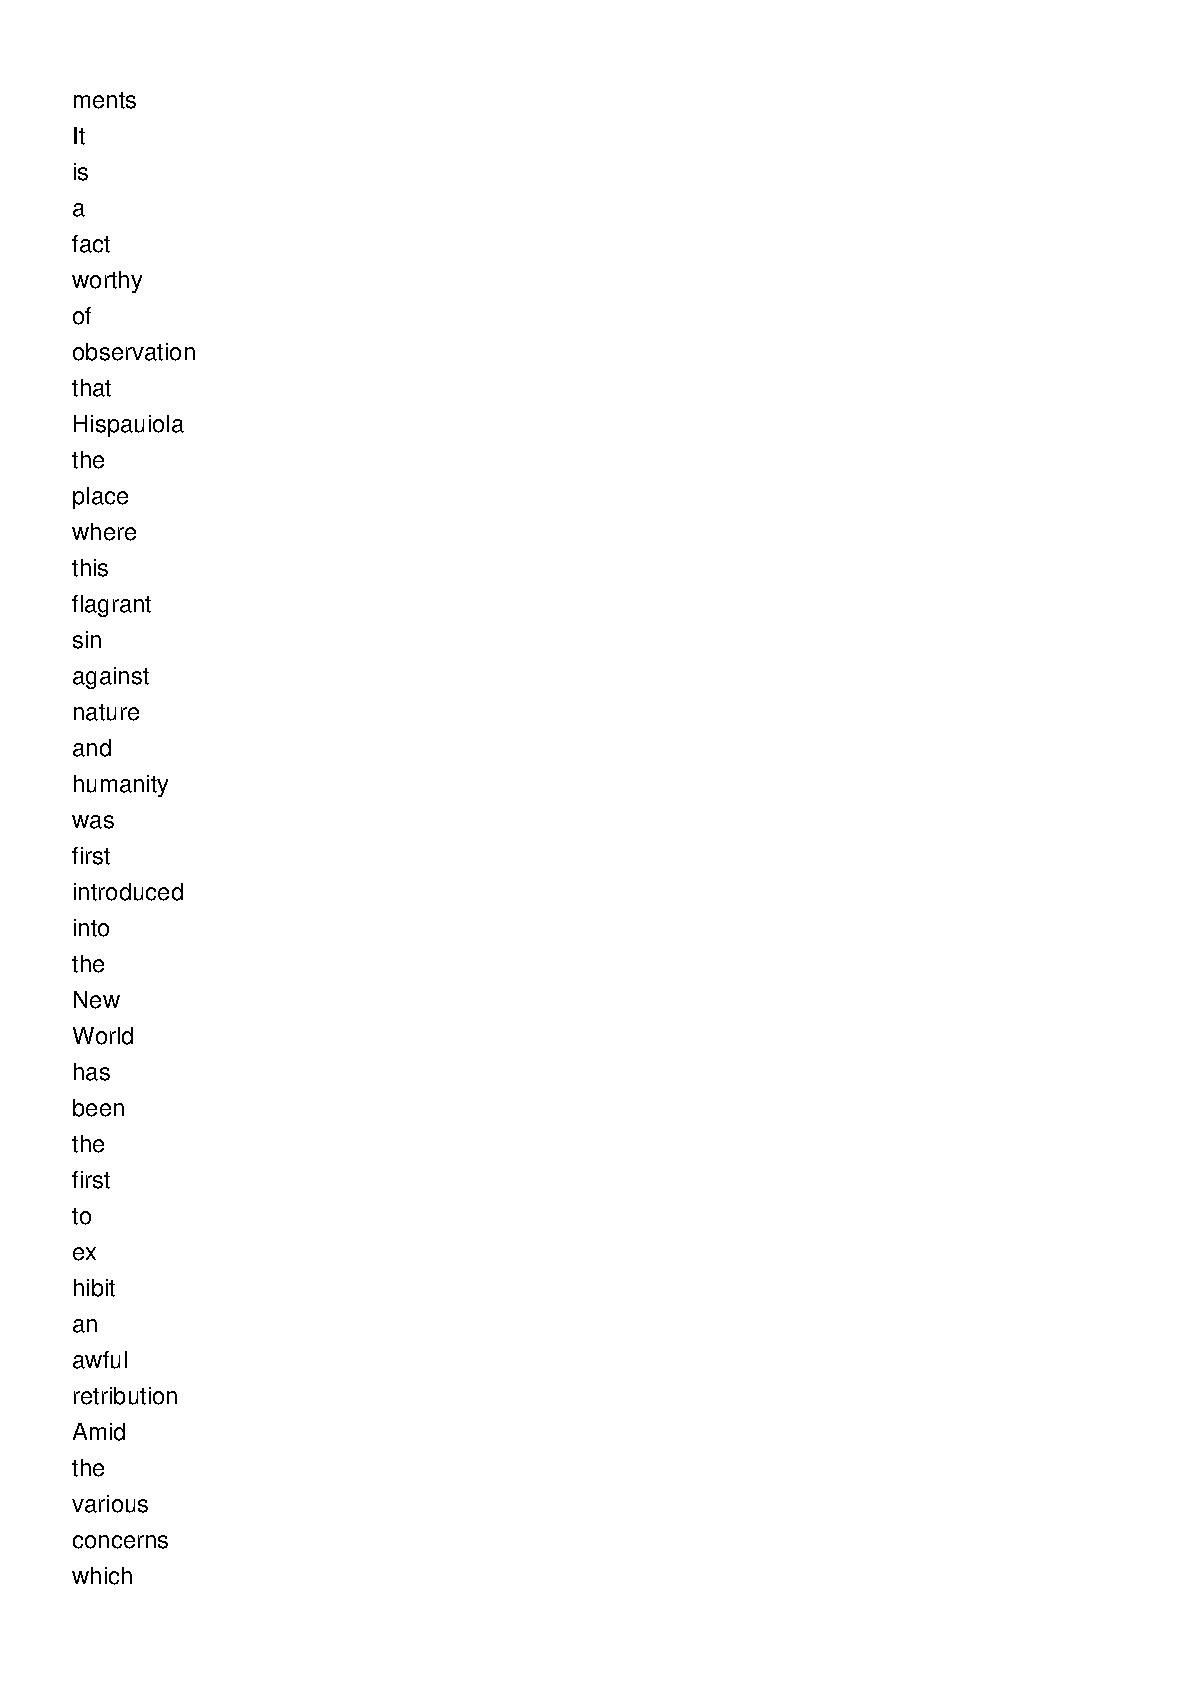 ments
It
is
a
fact
worthy
of
observation
that
Hispauiola
the
place
where
this
flagrant
sin
against
nature
and
humanity
was
first
introduced
into
the
New
World
has
been
the
first
to
ex
hibit
an
awful
retribution
Amid
the
various
concerns
which